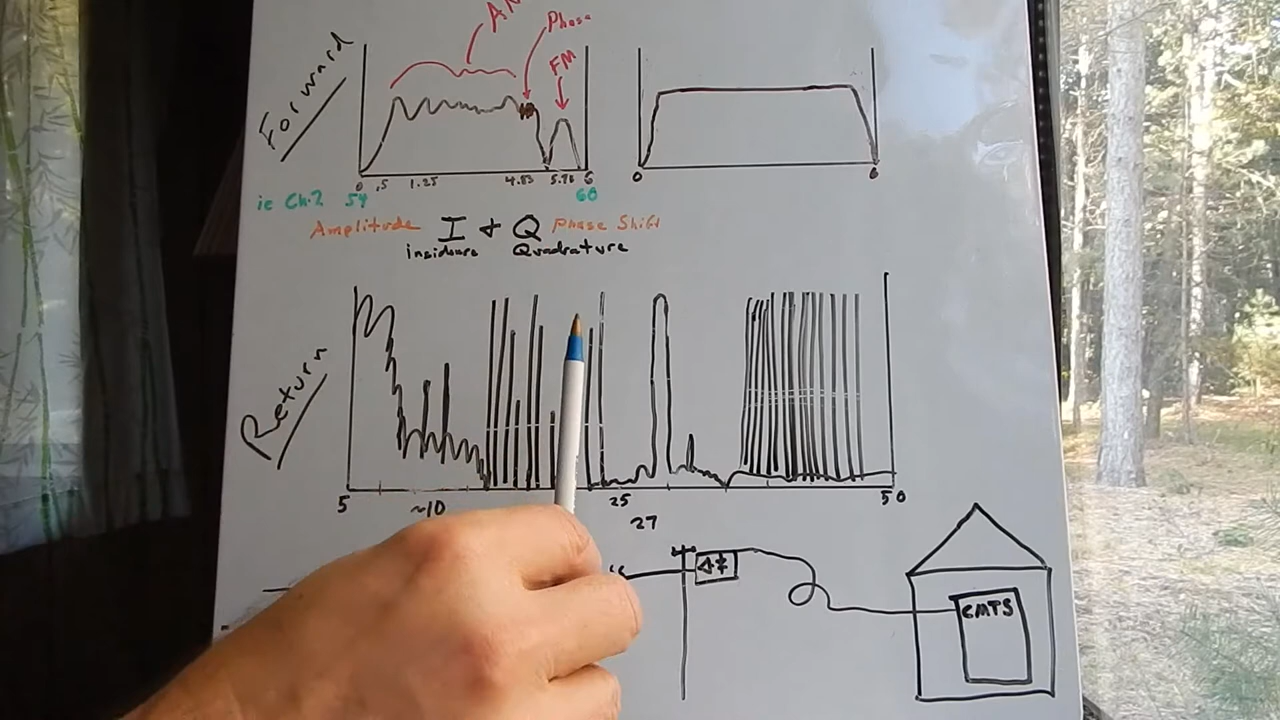 Phase
FM
Forward
0 .5 1.25 4.83 5.76 6
0 6
ie Ch.2 54 60
Amplitude I + Q Phase Shift
Quadrature
Return
5 ~10 25 50
27
CMTS